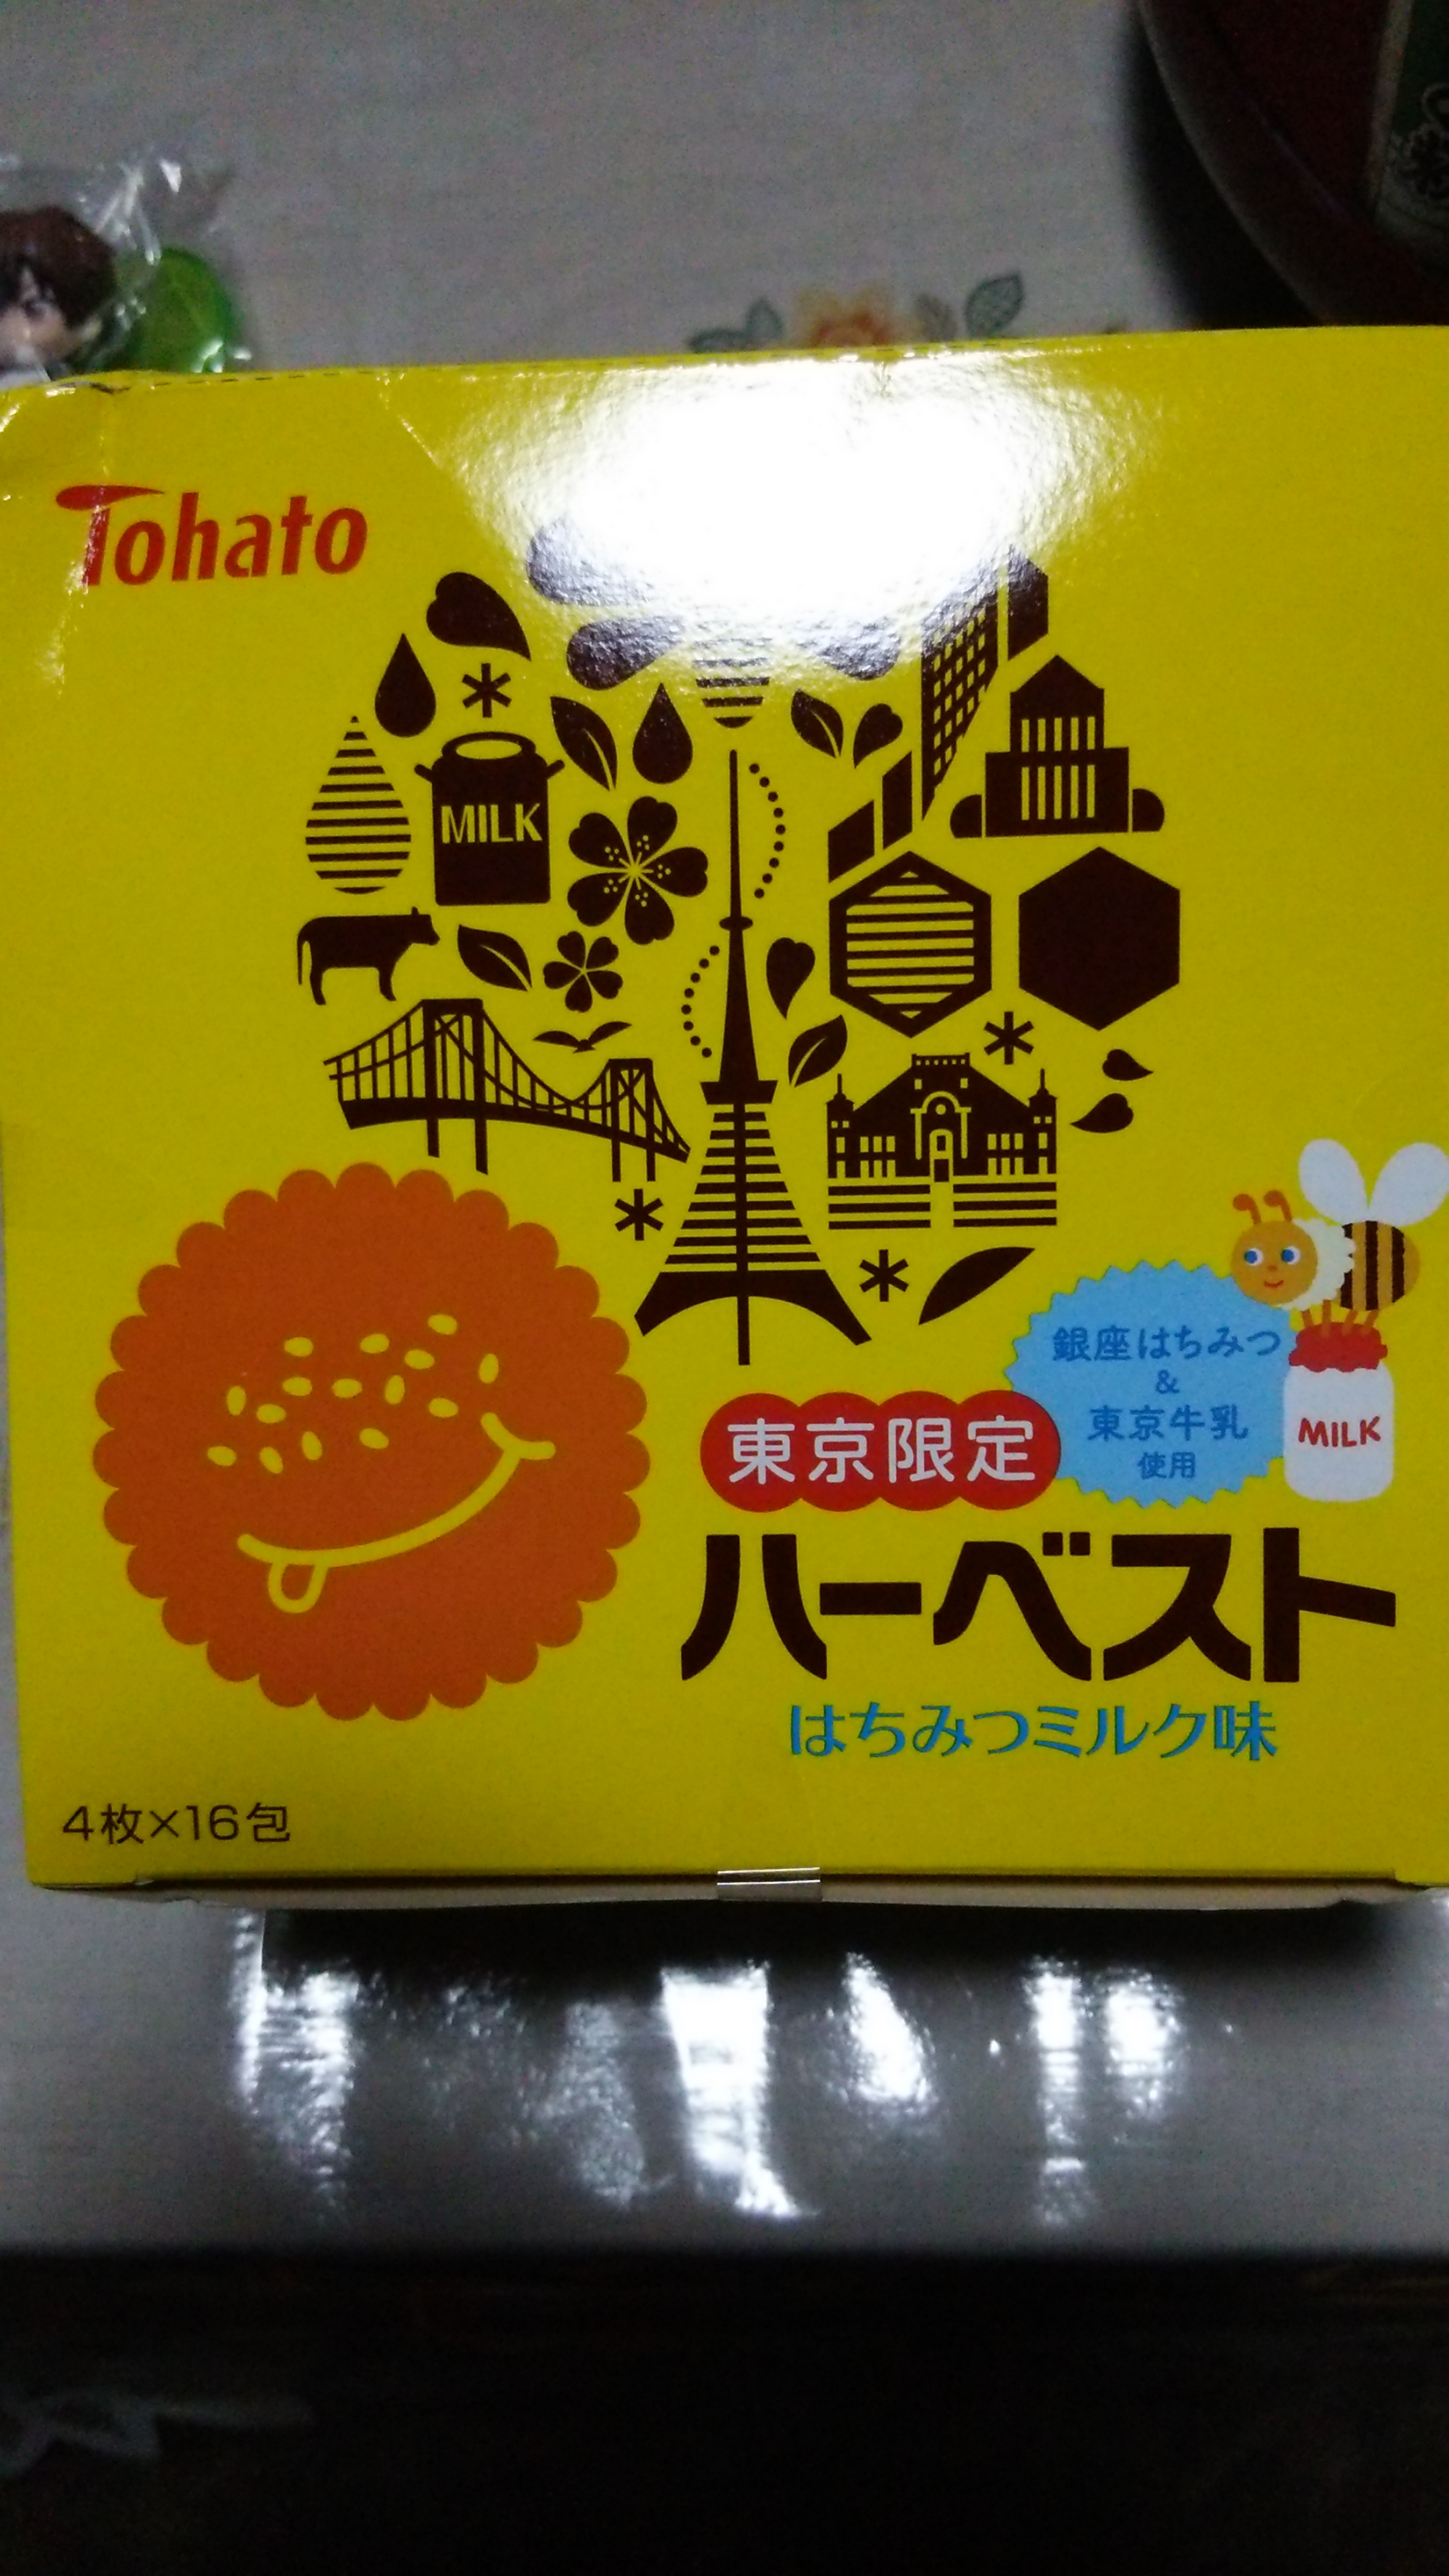 Tohato
MILK
銀座はちみつ
&
東京牛乳
使用
MILK
東京限定
ハーベスト
はちみつミルク味
4枚×16包